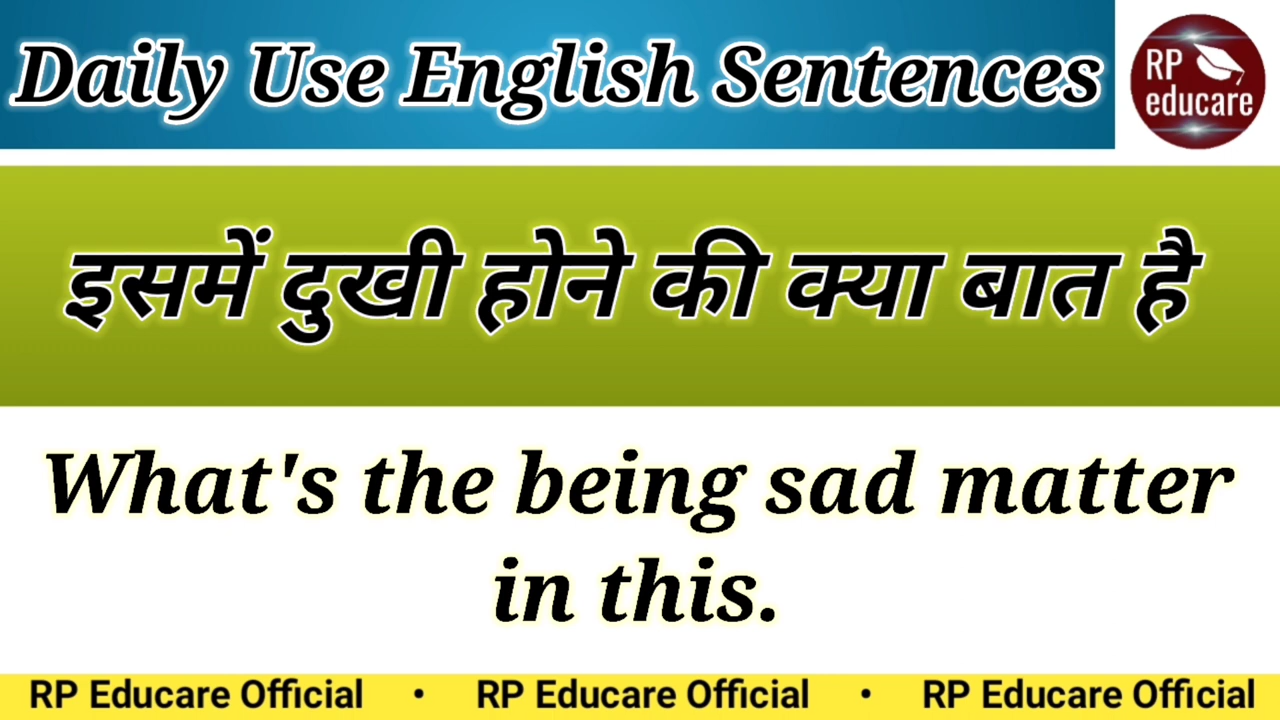 Daily Use English Sentences
RP
educare
इसमें दुखी होने की क्या बात है
What's the being sad matter
in this.
RP Educare Official • RP Educare Official • RP Educare Official